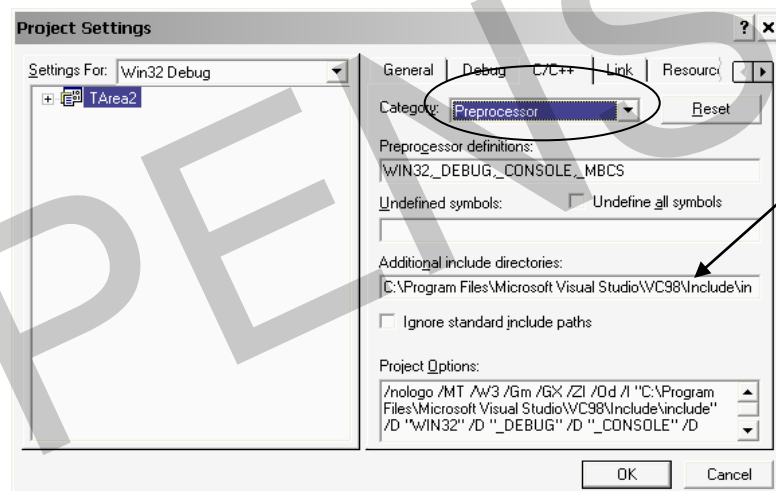 Project Settings
Settings For: Win32 Debug
TArea2
General Debug C/C++ Link Resourc
Category: Preprocessor Reset
Preprocessor definitions:
WIN32,_DEBUG,_CONSOLE,_MBCS
Undefined symbols: Undefine all symbols
Additional include directories:
C:\Program Files\Microsoft Visual Studio\VC98\Include\in
Ignore standard include paths
Project Options:
/nologo /MT /W3 /Gm /GX /ZI /Od /I "C:\Program
Files\Microsoft Visual Studio\VC98\Include\include"
/D "WIN32" /D "_DEBUG" /D "_CONSOLE" /D
OK Cancel
PENS